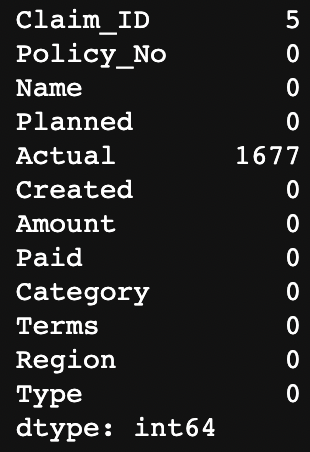 Claim_ID 5
Policy_No 0
Name 0
Planned 0
Actual 1677
Created 0
Amount 0
Paid 0
Category 0
Terms 0
Region 0
Type 0
dtype: int64